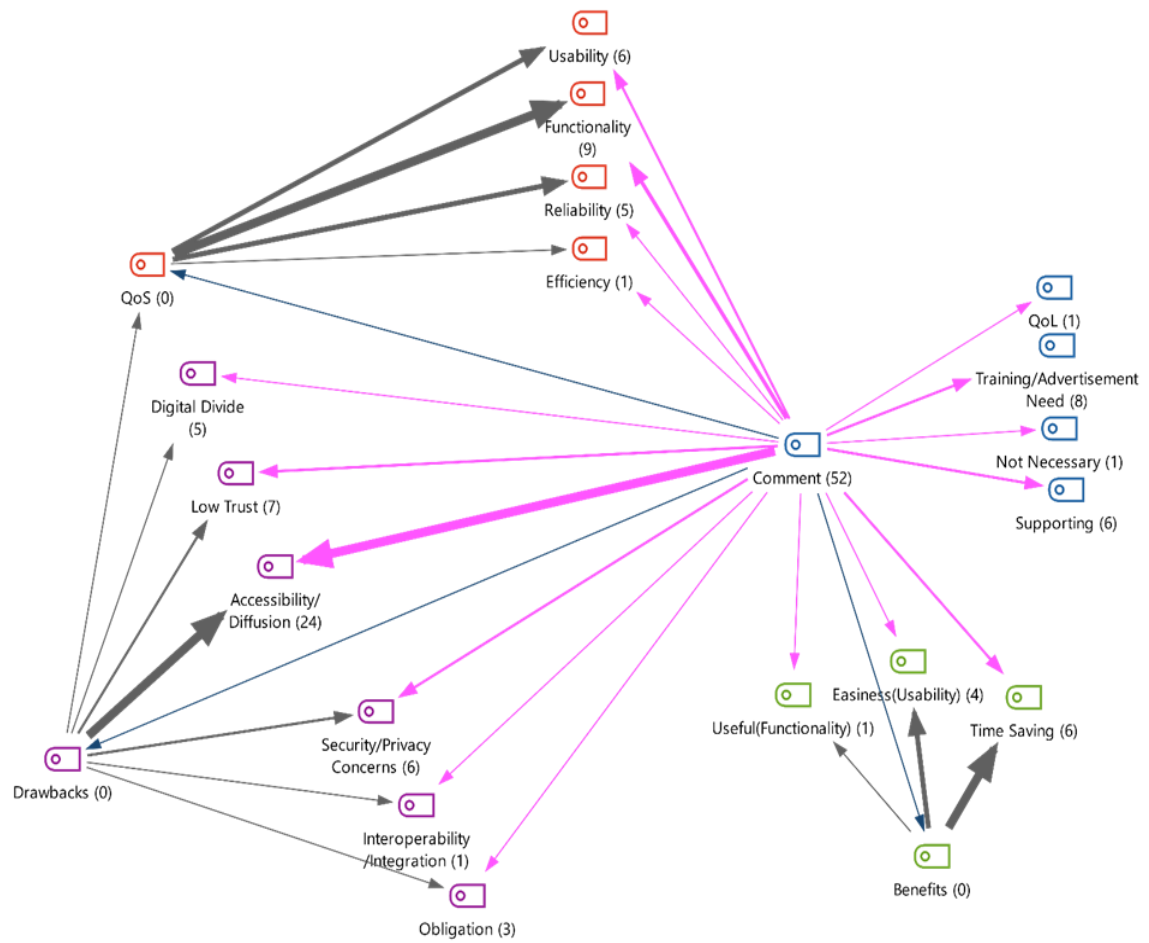 Usability (6)
Functionality
(9)
Reliability (5)
Efficiency (1)
QoS (0)
QoL (1)
Training/Advertisement
Need (8)
Not Necessary (1)
Supporting (6)
Comment (52)
Digital Divide
(5)
Low Trust (7)
Accessibility/
Diffusion (24)
Security/Privacy
Concerns (6)
Drawbacks (0)
Interoperability
/Integration (1)
Obligation (3)
Useful(Functionality) (1)
Easiness(Usability) (4)
Time Saving (6)
Benefits (0)